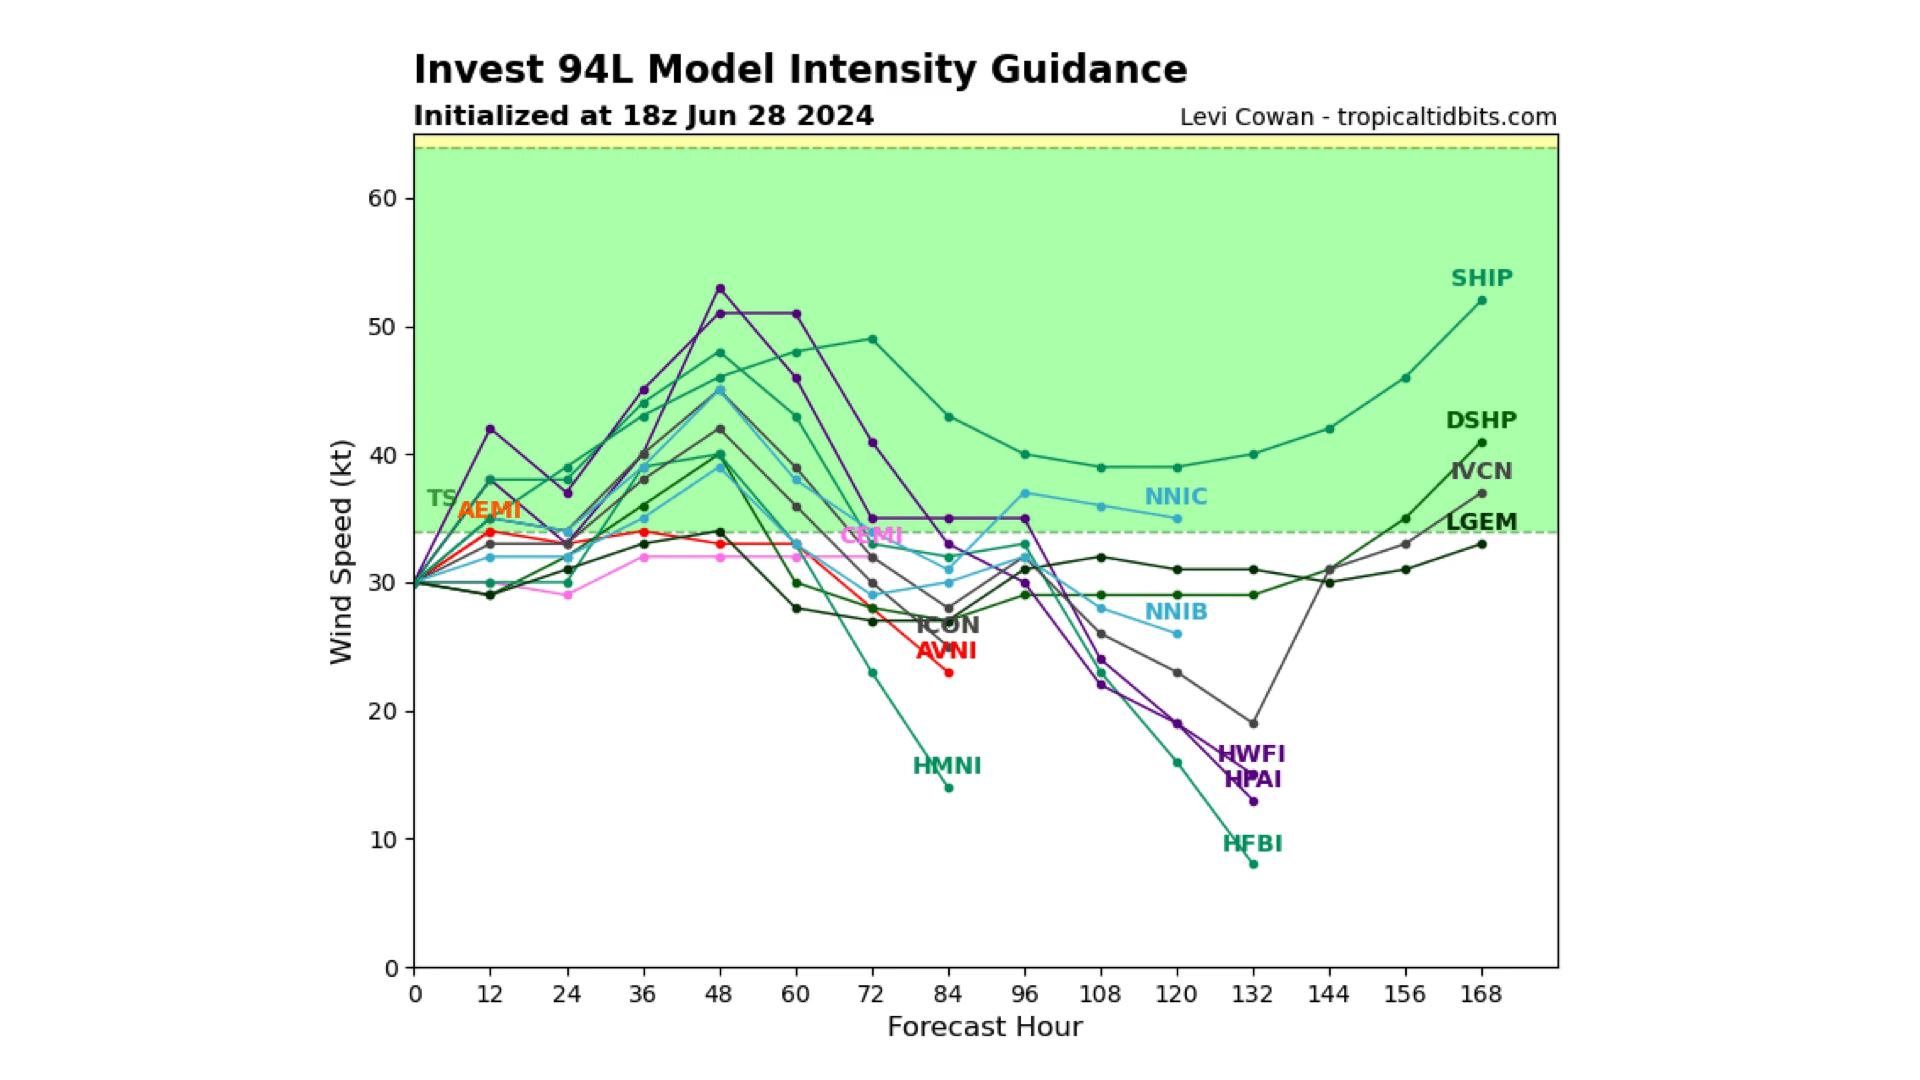 Invest 94L Model Intensity Guidance
Initialized at 18z Jun 28 2024
Levi Cowan - tropicaltidbits.com
Wind Speed (kt)
60
50
40
30
20
10
0
SHIP
DSHP
IVCN
LGEM
NNIC
TS
AEMI
CEMI
NNIB
ICON
AVNI
HMNI
HWFI
HPAI
HFBI
0 12 24 36 48 60 72 84 96 108 120 132 144 156 168
Forecast Hour